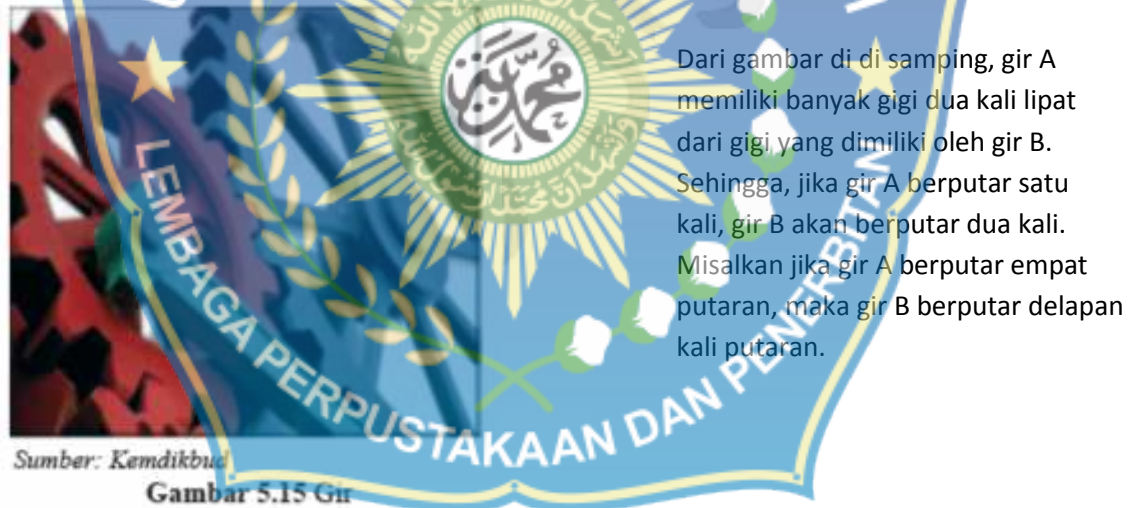 Dari gambar di di samping, gir A
memiliki banyak gigi dua kali lipat
dari gigi yang dimiliki oleh gir B.
Sehingga, jika gir A berputar satu
kali, gir B akan berputar dua kali.
Misalkan jika gir A berputar empat
putaran, maka gir B berputar delapan
kali putaran.
LEMBAGA PERPUSTAKAAN DAN PENERBITAN
Sumber: Kemdikbud
Gambar 5.15 Gir